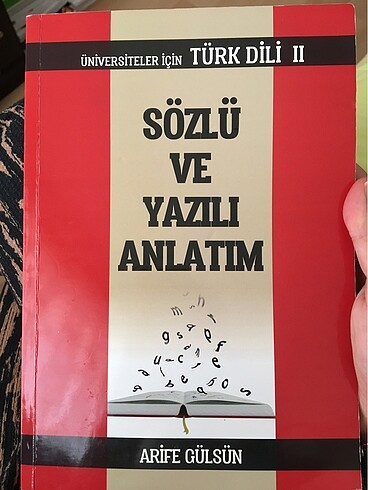 ÜNİVERSİTELER İÇİN TÜRK DİLİ II
SÖZLÜ
VE
YAZILI
ANLATIM
ARİFE GÜLSÜN